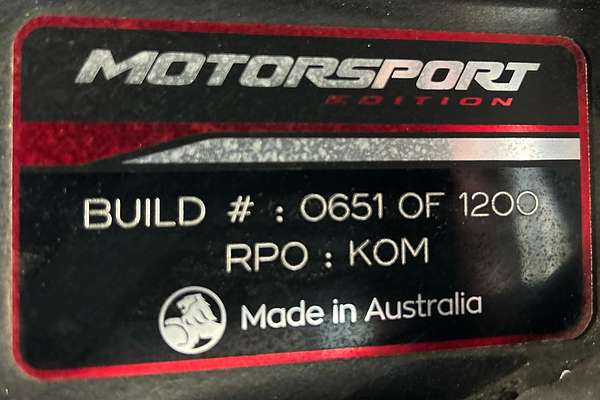 MOTORSPORT
EDITION
BUILD # : 0651 OF 1200
RPO : KOM
Made in Australia